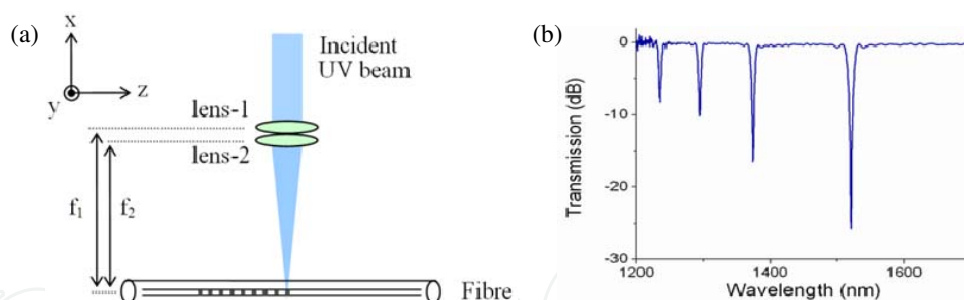 (a)
x
y
z
Incident
UV beam
lens-1
lens-2
f1
f2
Fibre
(b)
Transmission (dB)
0
-10
-20
-30
1200
1400
1600
Wavelength (nm)